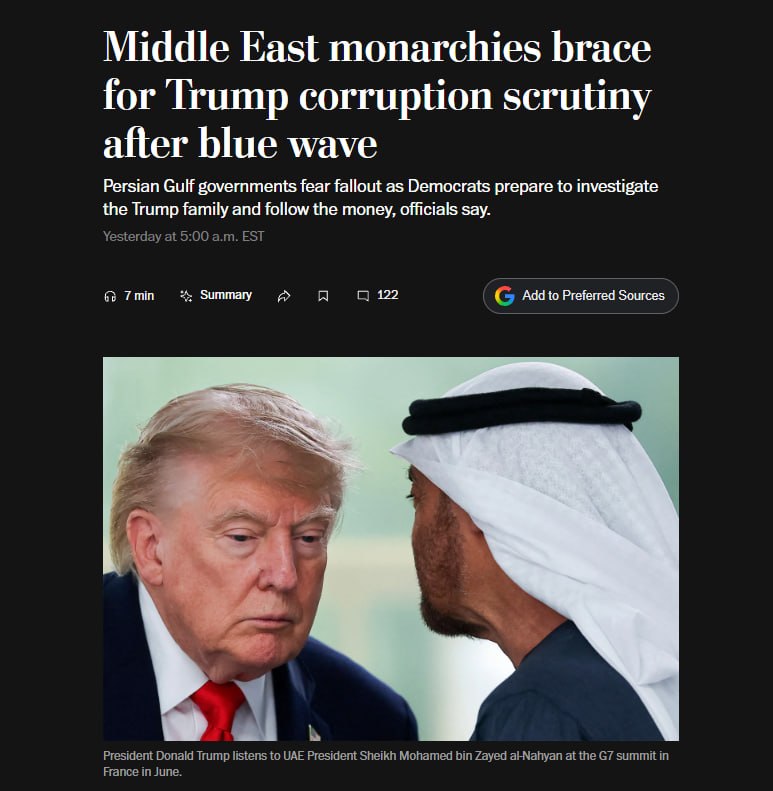 Middle East monarchies brace
for Trump corruption scrutiny
after blue wave
Persian Gulf governments fear fallout as Democrats prepare to investigate
the Trump family and follow the money, officials say.
Yesterday at 5:00 a.m. EST
7 min
Summary
122
Add to Preferred Sources
President Donald Trump listens to UAE President Sheikh Mohamed bin Zayed al-Nahyan at the G7 summit in
France in June.